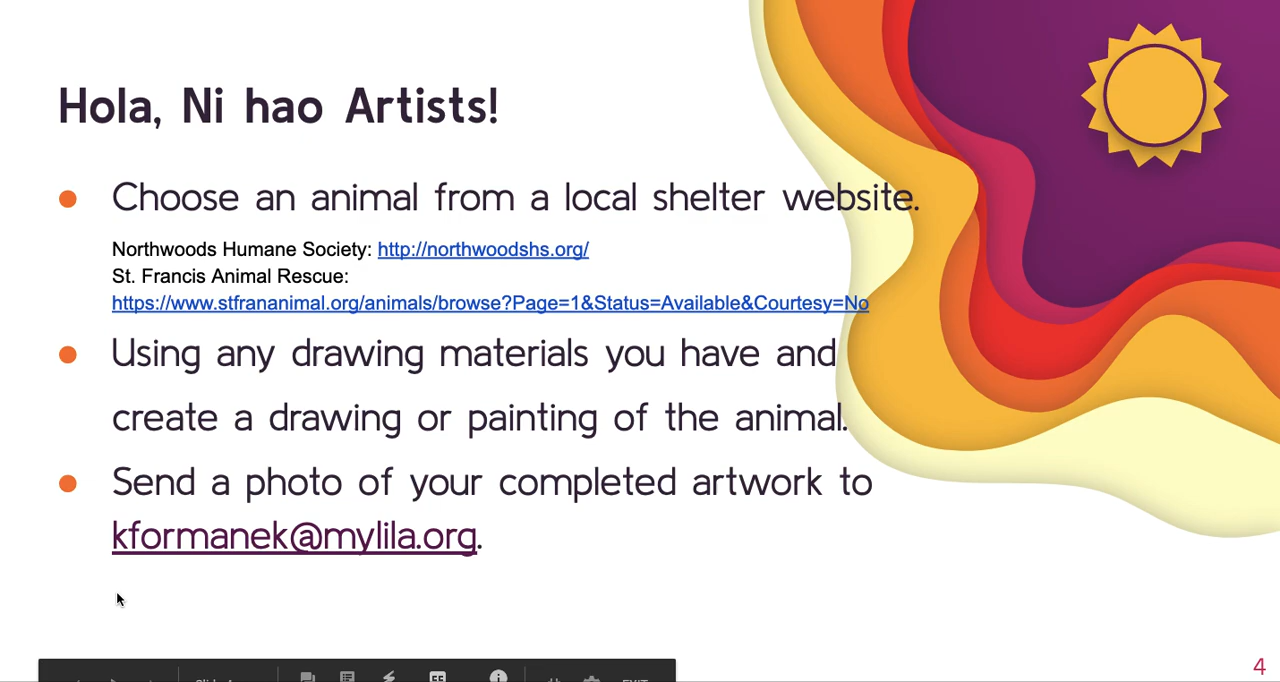 Hola, Ni hao Artists!
Choose an animal from a local shelter website.
Northwoods Humane Society: http://northwoodshs.org/
St. Francis Animal Rescue:
https://www.stfrananimal.org/animals/browse?Page=1&Status=Available&Courtesy=No
Using any drawing materials you have and
create a drawing or painting of the animal.
Send a photo of your completed artwork to
kformanek@mylila.org.
4